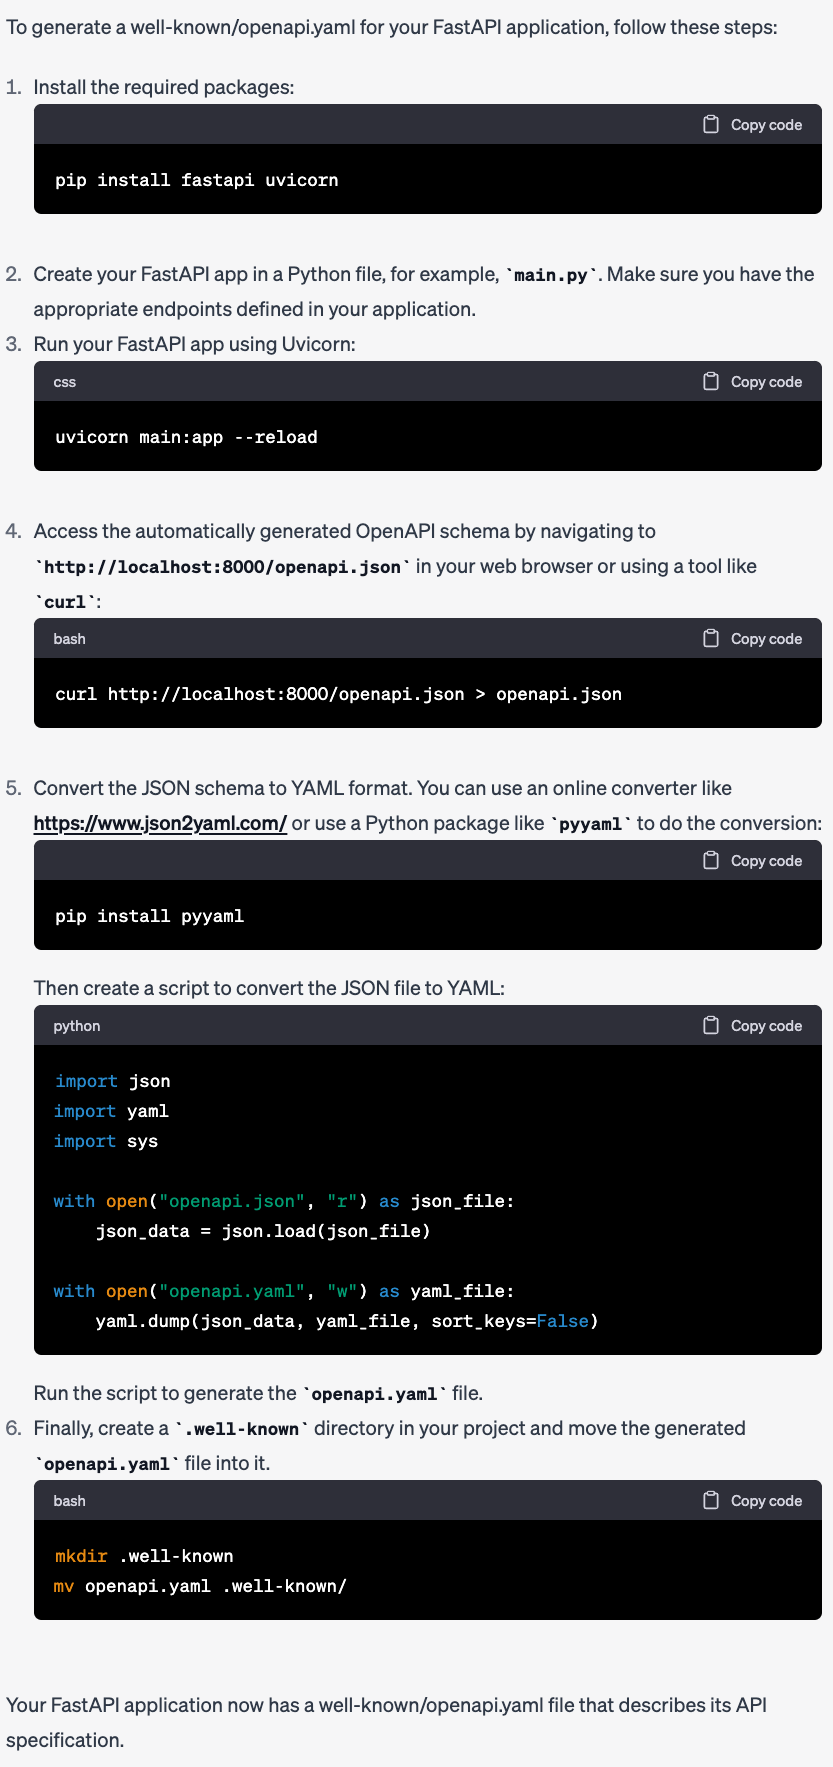 To generate a well-known/openapi.yaml for your FastAPI application, follow these steps:
1. Install the required packages:
Copy code
pip install fastapi uvicorn
2. Create your FastAPI app in a Python file, for example, `main.py`. Make sure you have the
appropriate endpoints defined in your application.
3. Run your FastAPI app using Uvicorn:
css Copy code
uvicorn main:app --reload
4. Access the automatically generated OpenAPI schema by navigating to
`http://localhost:8000/openapi.json` in your web browser or using a tool like
`curl`:
bash Copy code
curl http://localhost:8000/openapi.json > openapi.json
5. Convert the JSON schema to YAML format. You can use an online converter like
https://www.json2yaml.com/ or use a Python package like `pyyaml` to do the conversion:
Copy code
pip install pyyaml
Then create a script to convert the JSON file to YAML:
python Copy code
import json
import yaml
import sys
with open("openapi.json", "r") as json_file:
    json_data = json.load(json_file)
with open("openapi.yaml", "w") as yaml_file:
    yaml.dump(json_data, yaml_file, sort_keys=False)
Run the script to generate the `openapi.yaml` file.
6. Finally, create a `.well-known` directory in your project and move the generated
`openapi.yaml` file into it.
bash Copy code
mkdir .well-known
mv openapi.yaml .well-known/
Your FastAPI application now has a well-known/openapi.yaml file that describes its API
specification.